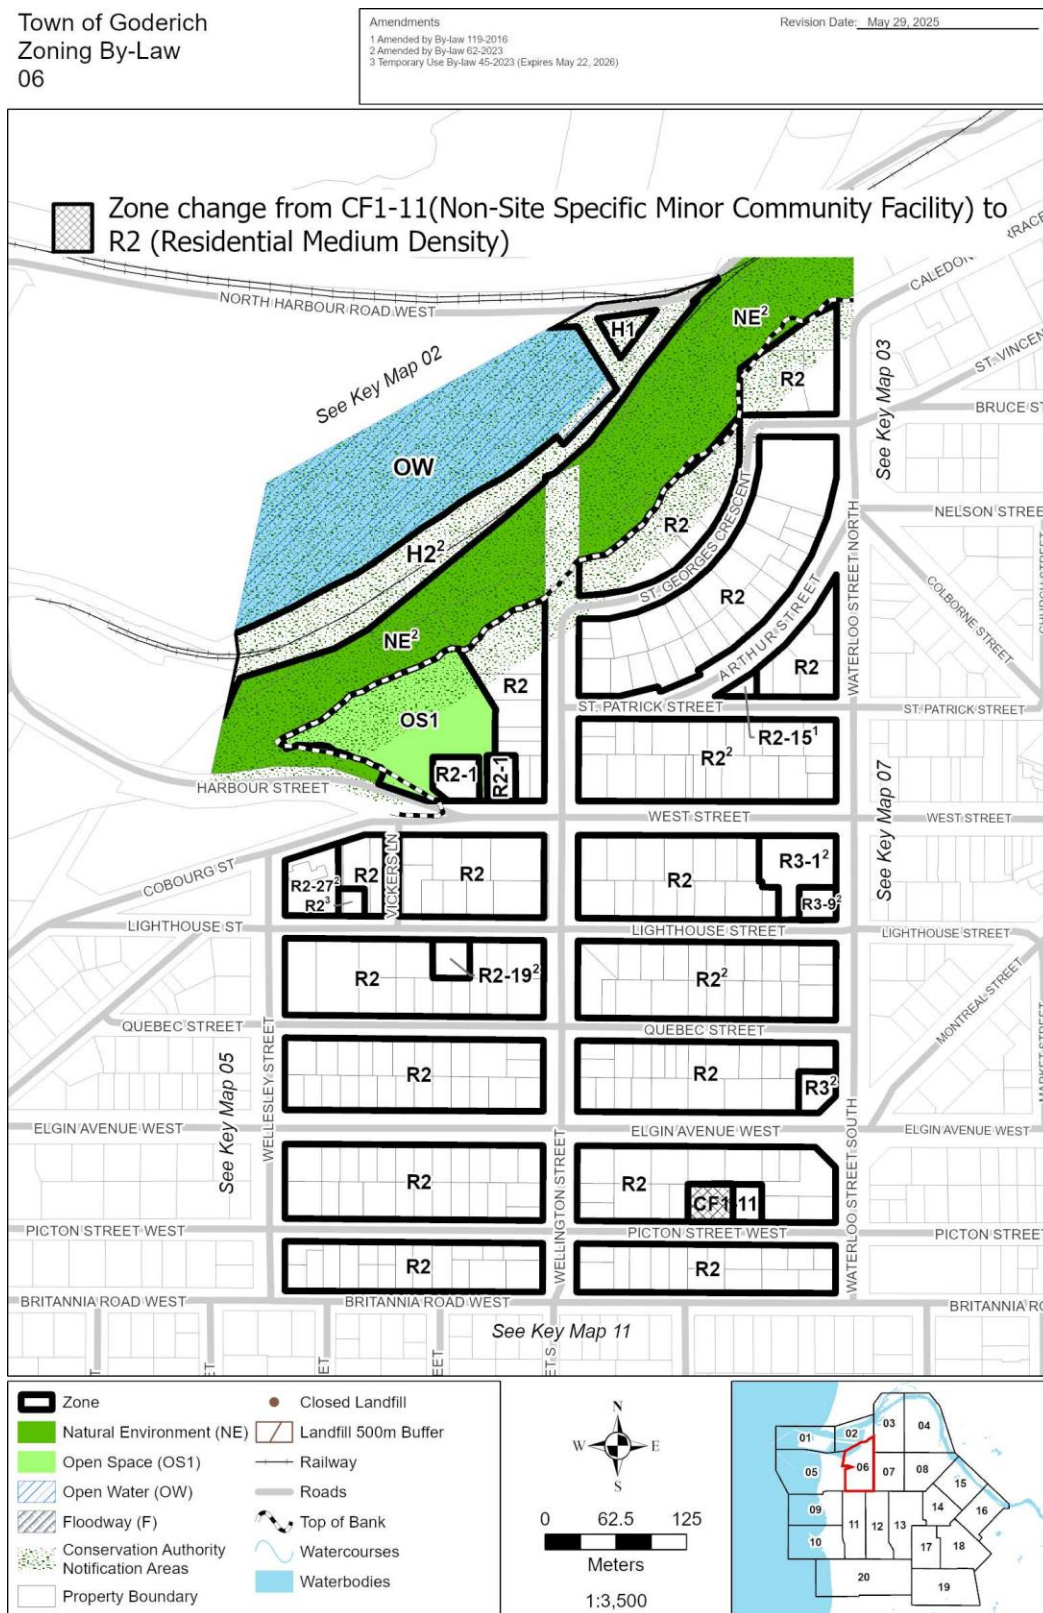 Town of Goderich
Zoning By-Law
06
Amendments
1 Amended by By-law 119-2016
2 Amended by By-law 62-2023
3 Temporary Use By-law 45-2023 (Expires May 22, 2026)
Revision Date: May 29, 2025
Zone change from CF1-11(Non-Site Specific Minor Community Facility) to
R2 (Residential Medium Density)
NORTH HARBOUR ROAD WEST
See Key Map 02
H1
NE²
R2
See Key Map 03
ST. VINCEN
BRUCE ST
OW
H2²
R2
ST. GEORGES CRESCENT
R2
ARTHUR STREET
WATERLOO STREET NORTH
NELSON STREE
COLBORNE STREET
CHURCH STREET
NE²
OS1
R2
R2
ST. PATRICK STREET
ST. PATRICK STREET
R2-15¹
R2²
R2-1
R2-1
HARBOUR STREET
WEST STREET
WEST STREET
See Key Map 07
COBOURG ST
VICKERS LN
R2-27²
R2³
R2
R2
R2
R3-1²
R3-9²
LIGHTHOUSE ST
LIGHTHOUSE STREET
LIGHTHOUSE STREET
R2
R2-19²
R2²
MONTREAL STREET
MARKET STREET
QUEBEC STREET
QUEBEC STREET
See Key Map 05
WELLESLEY STREET
R2
R2
R3²
ELGIN AVENUE WEST
ELGIN AVENUE WEST
ELGIN AVENUE WEST
WELLINGTON STREET
WATERLOO STREET SOUTH
R2
R2
CF1-11
PICTON STREET WEST
PICTON STREET WEST
PICTON STREET
R2
R2
BRITANNIA ROAD WEST
BRITANNIA ROAD WEST
BRITANNIA RO
See Key Map 11
ET
ET
EET
ET S
Zone
Natural Environment (NE)
Open Space (OS1)
Open Water (OW)
Floodway (F)
Conservation Authority
Notification Areas
Property Boundary
Closed Landfill
Landfill 500m Buffer
Railway
Roads
Top of Bank
Watercourses
Waterbodies
N
W E
S
0 62.5 125
Meters
1:3,500
01
02
03
04
05
06
07
08
09
10
11
12
13
14
15
16
17
18
19
20